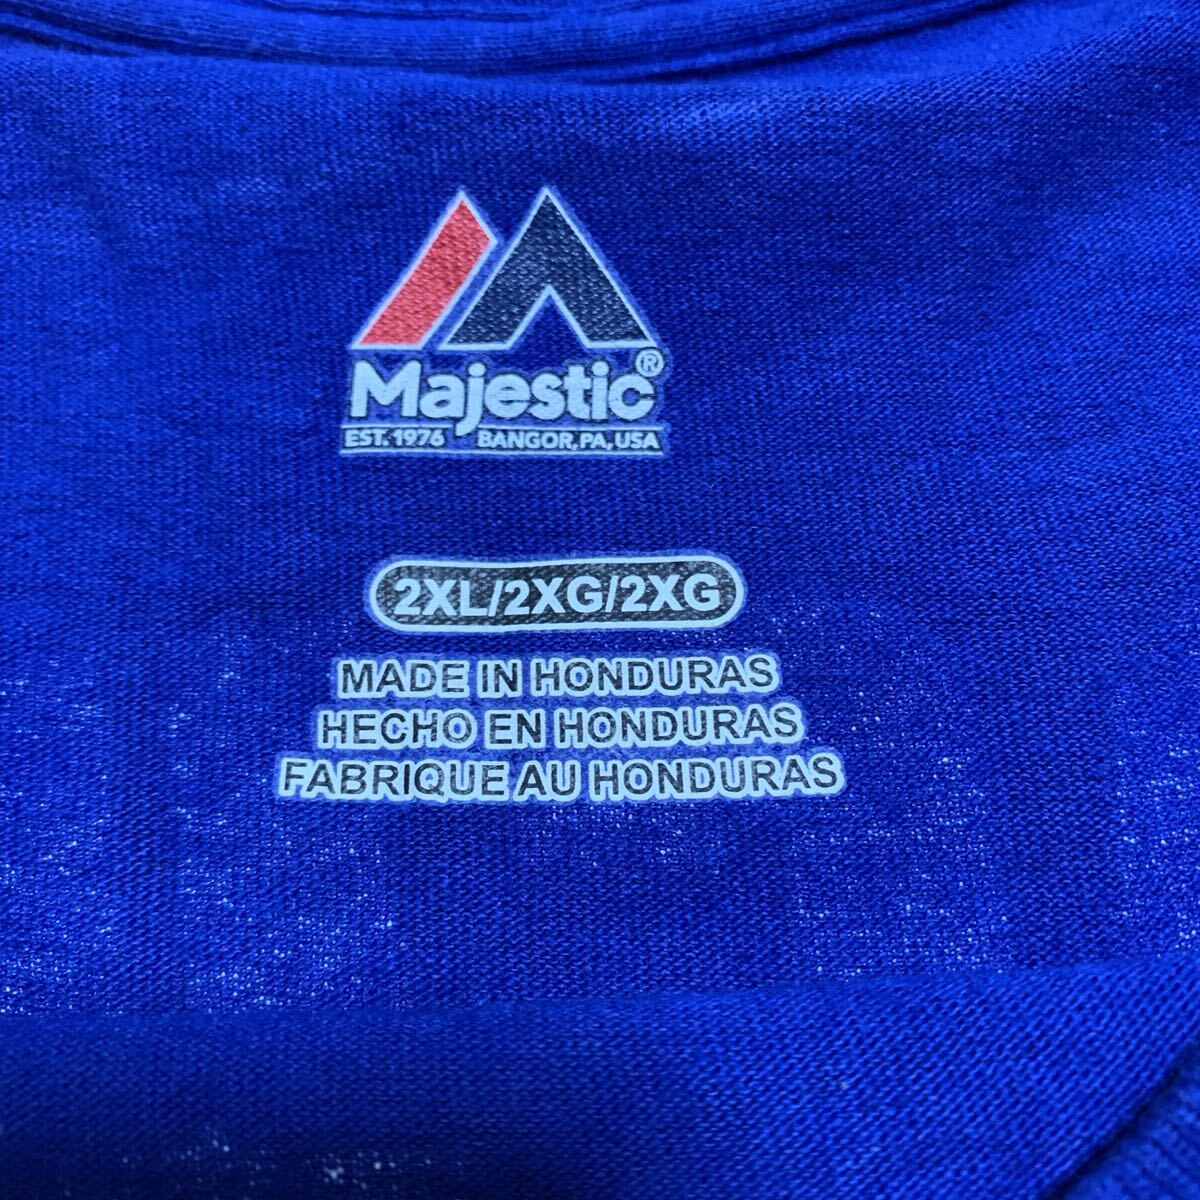 Majestic®
EST. 1976 BANGOR, PA, USA
2XL/2XG/2XG
MADE IN HONDURAS
HECHO EN HONDURAS
FABRIQUE AU HONDURAS